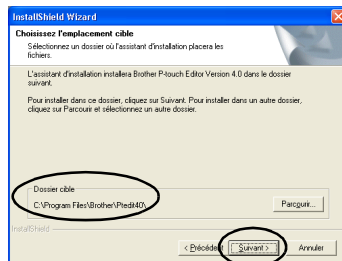 InstallShield Wizard
Choisissez l'emplacement cible
Sélectionnez un dossier où l'assistant d'installation placera les
fichiers.
L'assistant d'installation installera Brother P-touch Editor Version 4.0 dans le dossier
suivant.
Pour installer dans ce dossier, cliquez sur Suivant. Pour installer dans un autre dossier,
cliquez sur Parcourir et sélectionnez un autre dossier.
Dossier cible
C:\Program Files\Brother\Ptedit40\
Parcourir...
InstallShield
< Précédent
Suivant >
Annuler